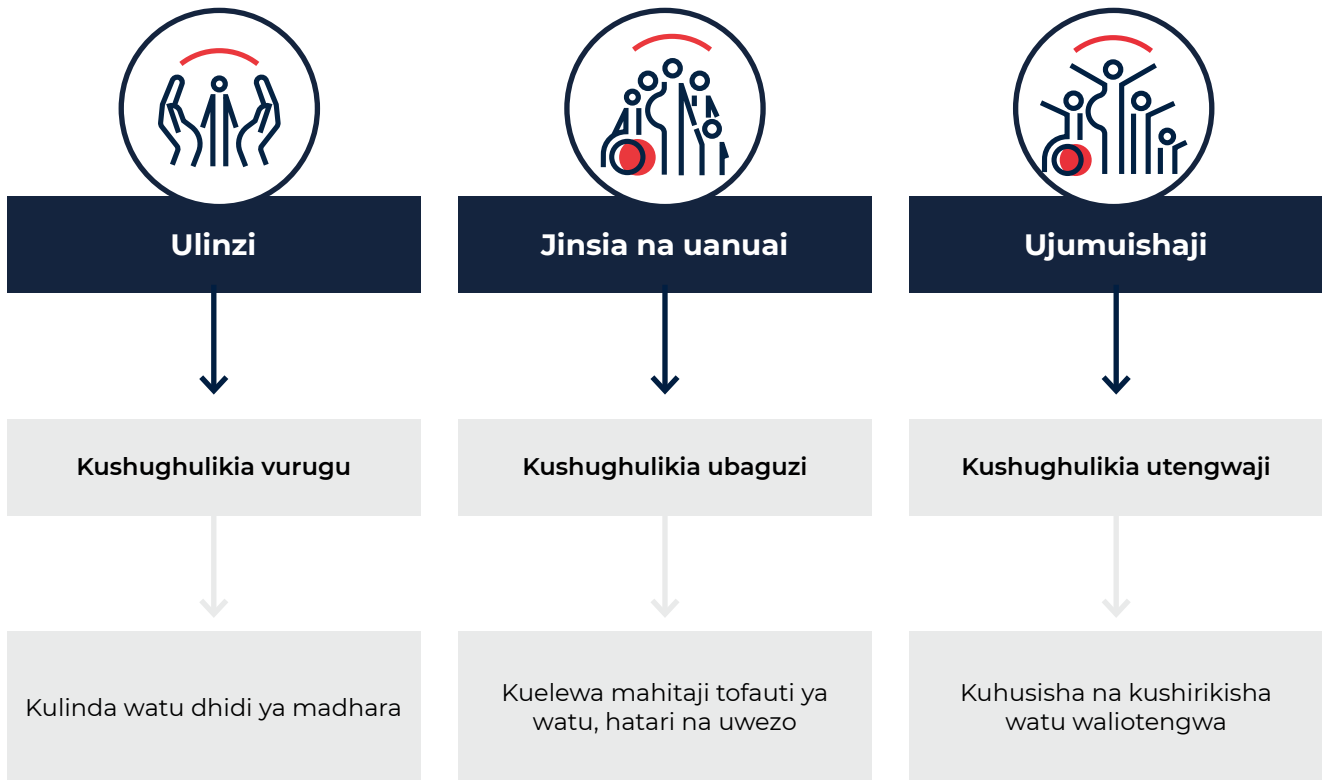 Ulinzi
Jinsia na uanuai
Ujumuishaji
Kushughulikia vurugu
Kushughulikia ubaguzi
Kushughulikia utengwaji
Kulinda watu dhidi ya madhara
Kuelewa mahitaji tofauti ya
watu, hatari na uwezo
Kuhusisha na kushirikisha
watu waliotengwa